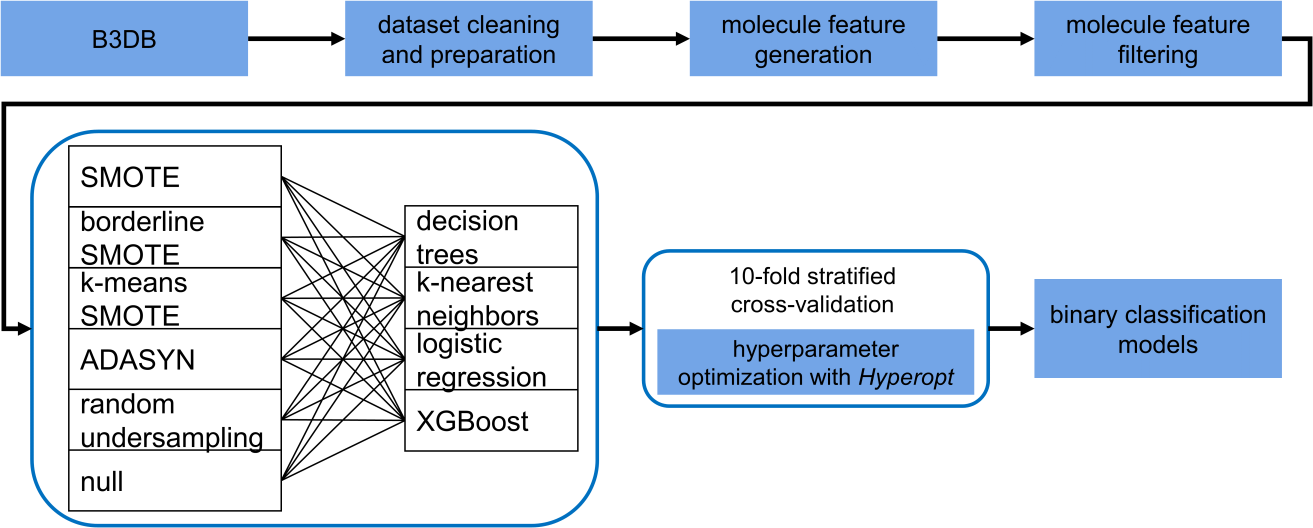 B3DB
dataset cleaning
and preparation
molecule feature
generation
molecule feature
filtering
SMOTE
borderline
SMOTE
k-means
SMOTE
ADASYN
random
undersampling
null
decision
trees
k-nearest
neighbors
logistic
regression
XGBoost
10-fold stratified
cross-validation
hyperparameter
optimization with Hyperopt
binary classification
models